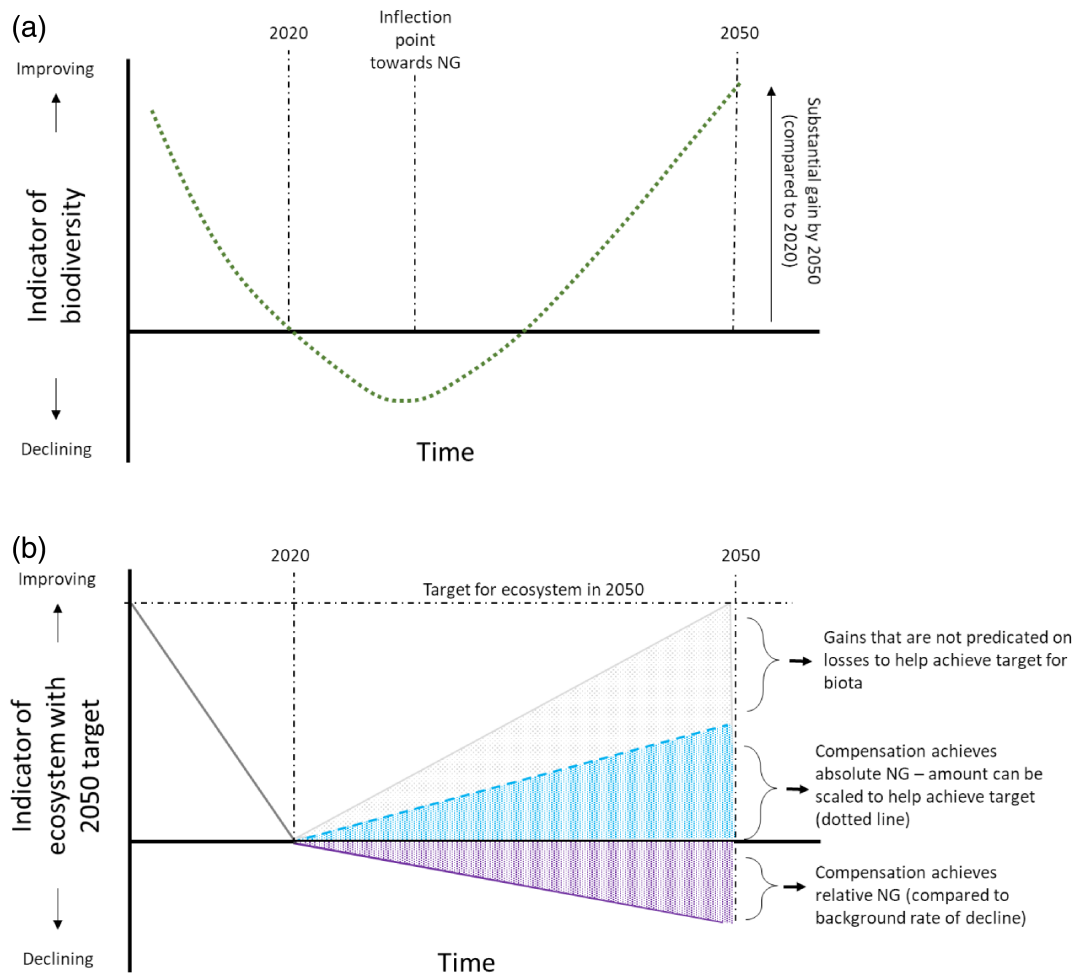 (a)
2020
Inflection
point
towards NG
2050
Improving
Indicator of
biodiversity
Declining
Time
Substantial gain by 2050
(compared to 2020)
(b)
2020
2050
Improving
Target for ecosystem in 2050
Indicator of
ecosystem with
2050 target
Declining
Time
Gains that are not predicated on
losses to help achieve target for
biota
Compensation achieves
absolute NG – amount can be
scaled to help achieve target
(dotted line)
Compensation achieves
relative NG (compared to
background rate of decline)